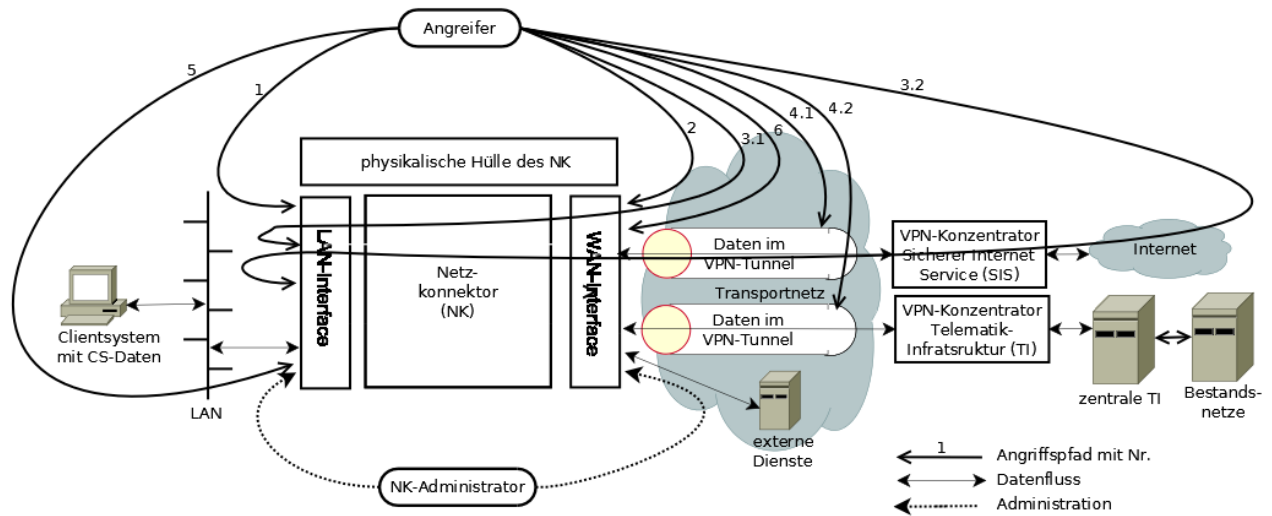 Angreifer
5
1
2
3.1
6
4.1
4.2
3.2
physikalische Hülle des NK
LAN-Interface
Netz-
konnektor
(NK)
WAN-Interface
Daten im
VPN-Tunnel
Transportnetz
Daten im
VPN-Tunnel
VPN-Konzentrator
Sicherer Internet
Service (SIS)
Internet
VPN-Konzentrator
Telematik-
Infratsruktur (TI)
Clientsystem
mit CS-Daten
LAN
zentrale TI
Bestands-
netze
externe
Dienste
NK-Administrator
1
Angriffspfad mit Nr.
Datenfluss
Administration